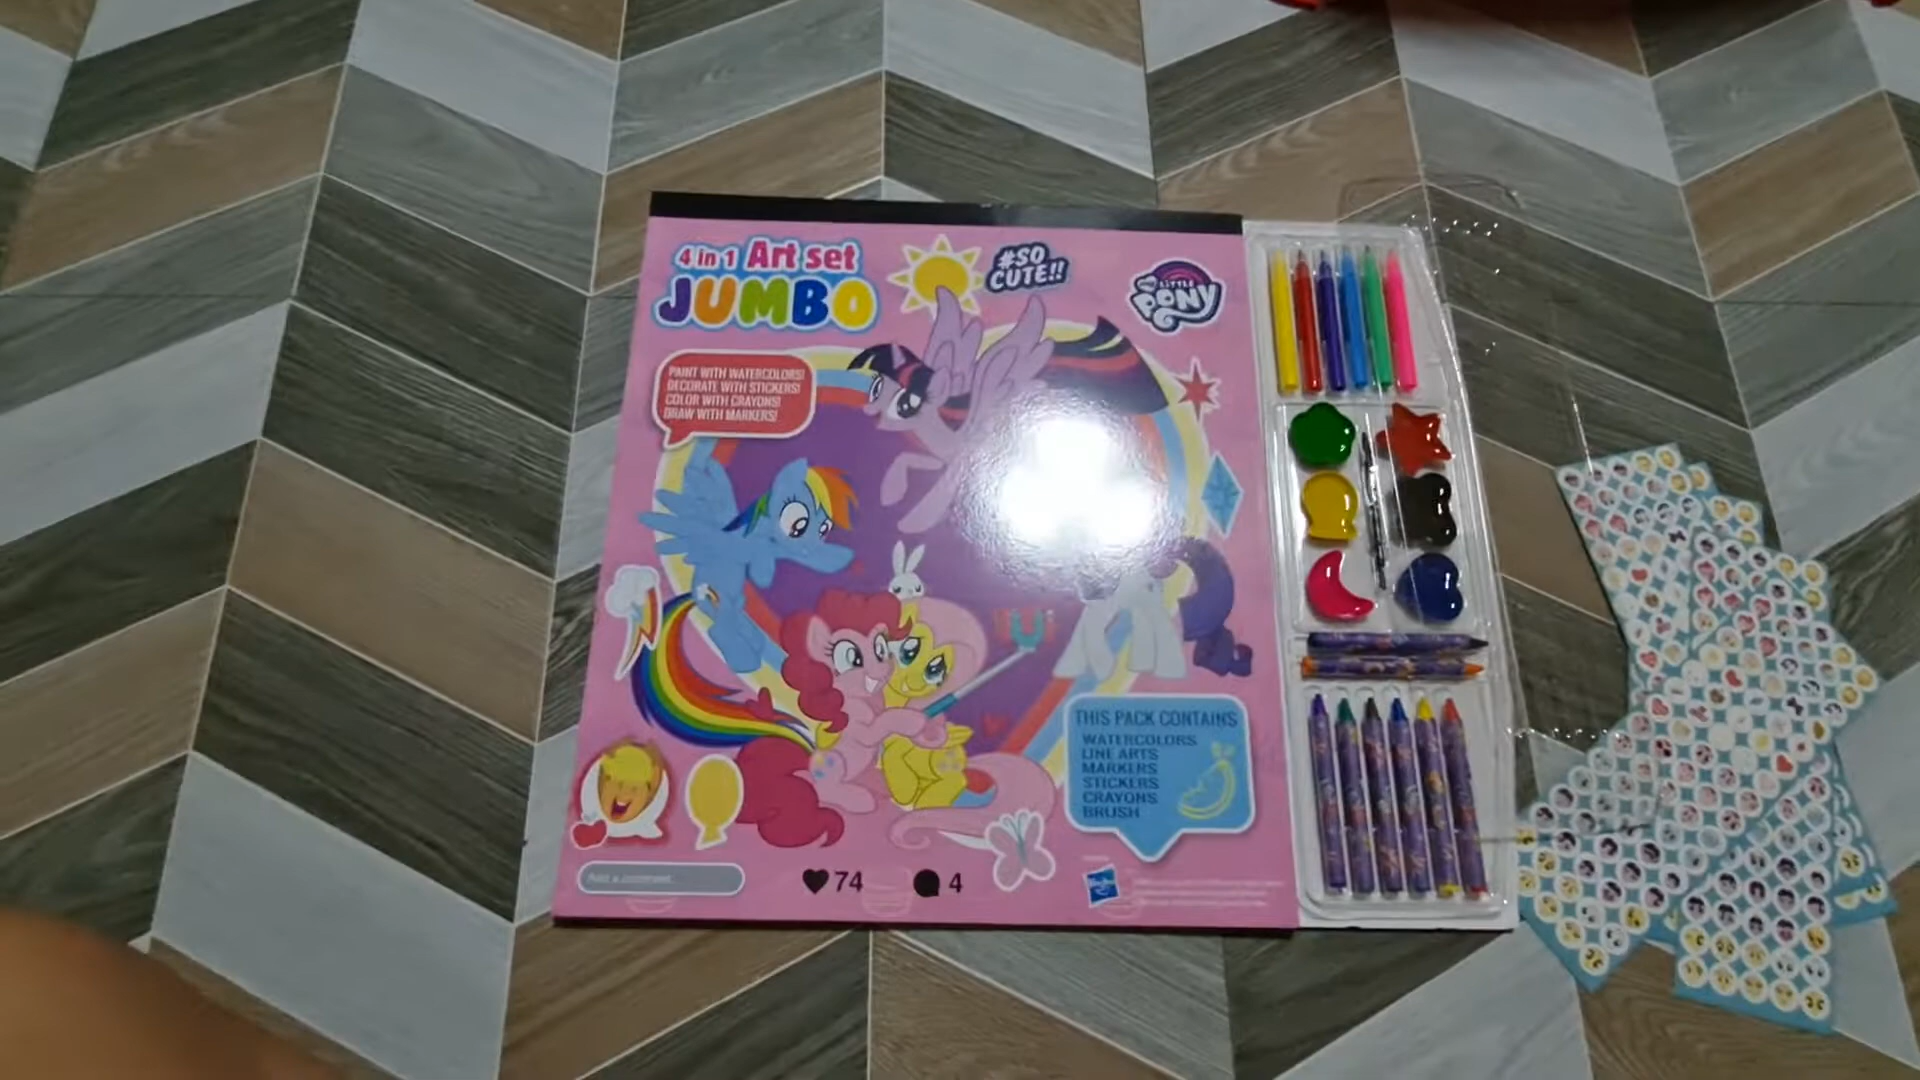 4 in 1 Art set
JUMBO
#SO
CUTE!!
MY LITTLE
PONY
PAINT WITH WATERCOLORS!
DECORATE WITH STICKERS!
COLOR WITH CRAYONS!
DRAW WITH MARKERS!
THIS PACK CONTAINS
WATERCOLORS
LINE ARTS
MARKERS
STICKERS
CRAYONS
BRUSH
Add a comment...
74
4
Hasbro